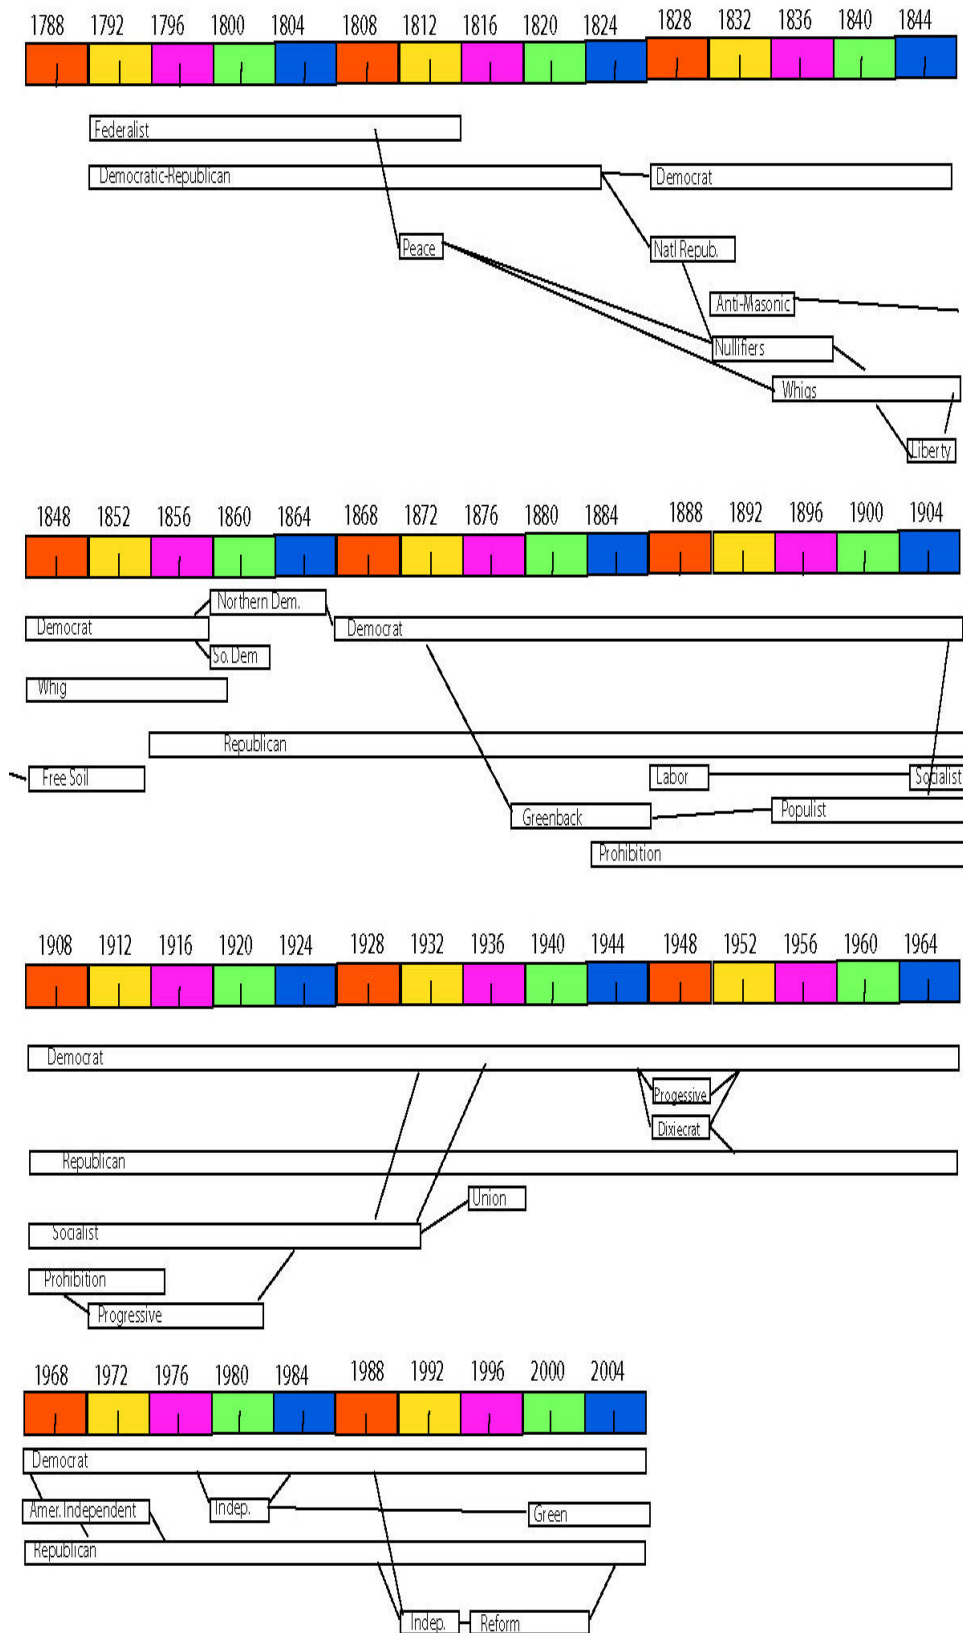 1788 1792 1796 1800 1804 1808 1812 1816 1820 1824 1828 1832 1836 1840 1844
Federalist
Democratic-Republican Democrat
Peace Natl Repub.
Anti-Masonic
Nullifiers
Whigs
Liberty
1848 1852 1856 1860 1864 1868 1872 1876 1880 1884 1888 1892 1896 1900 1904
Northern Dem.
Democrat Democrat
So. Dem
Whig
Republican
Free Soil Labor Socialist
Greenback Populist
Prohibition
1908 1912 1916 1920 1924 1928 1932 1936 1940 1944 1948 1952 1956 1960 1964
Democrat
Progessive
Dixiecrat
Republican
Union
Socialist
Prohibition
Progressive
1968 1972 1976 1980 1984 1988 1992 1996 2000 2004
Democrat
Amer. Independent Indep. Green
Republican
Indep. Reform